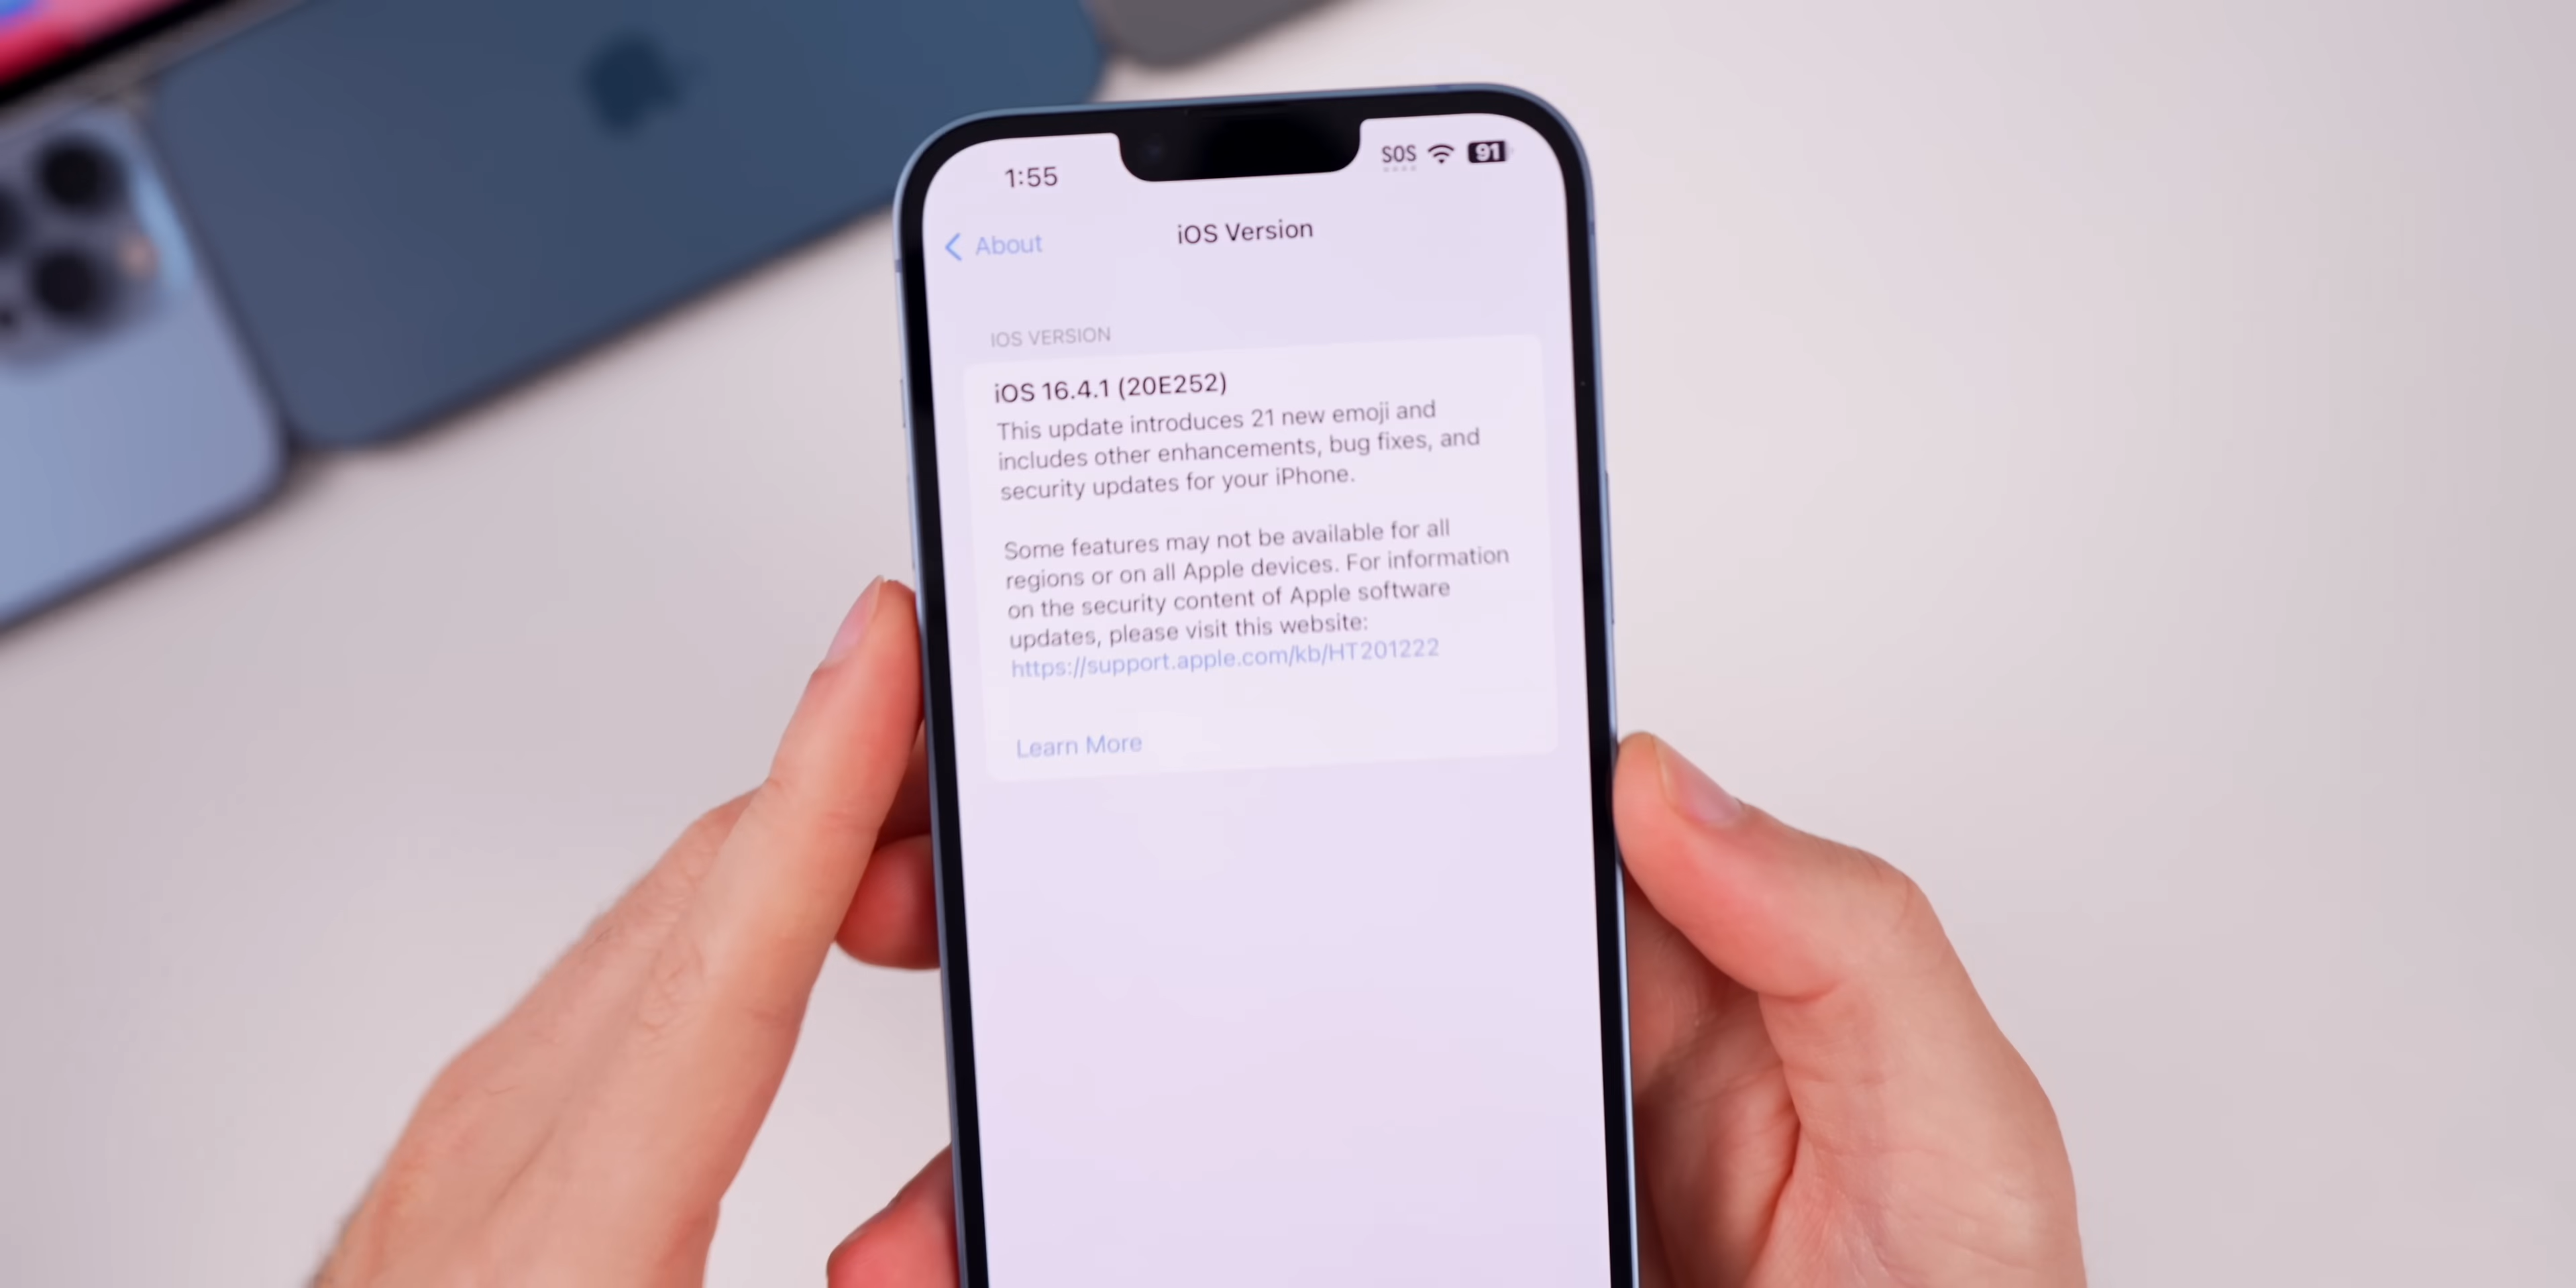 1:55
SOS
91
About
iOS Version
IOS VERSION
iOS 16.4.1 (20E252)
This update introduces 21 new emoji and
includes other enhancements, bug fixes, and
security updates for your iPhone.
Some features may not be available for all
regions or on all Apple devices. For information
on the security content of Apple software
updates, please visit this website:
https://support.apple.com/kb/HT201222
Learn More